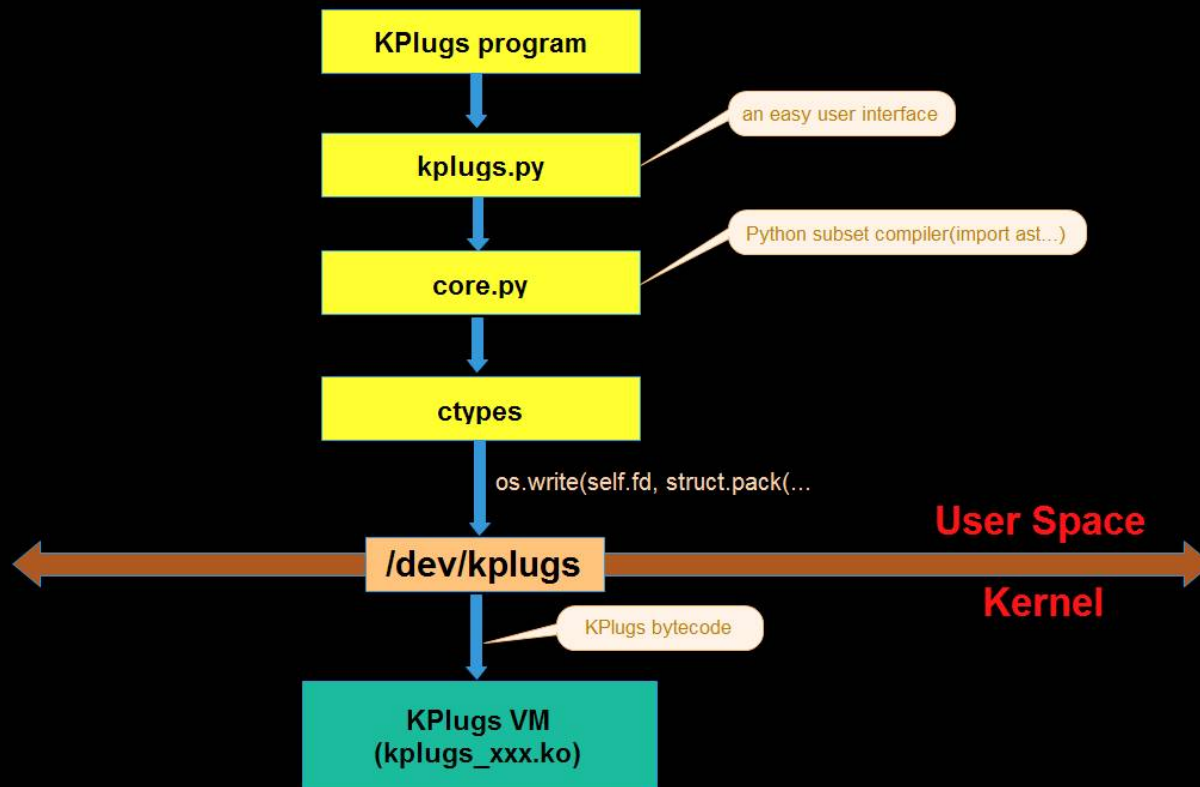 KPlugs program
an easy user interface
kplugs.py
Python subset compiler(import ast...)
core.py
ctypes
os.write(self.fd, struct.pack(...
User Space
/dev/kplugs
Kernel
KPlugs bytecode
KPlugs VM
(kplugs_xxx.ko)